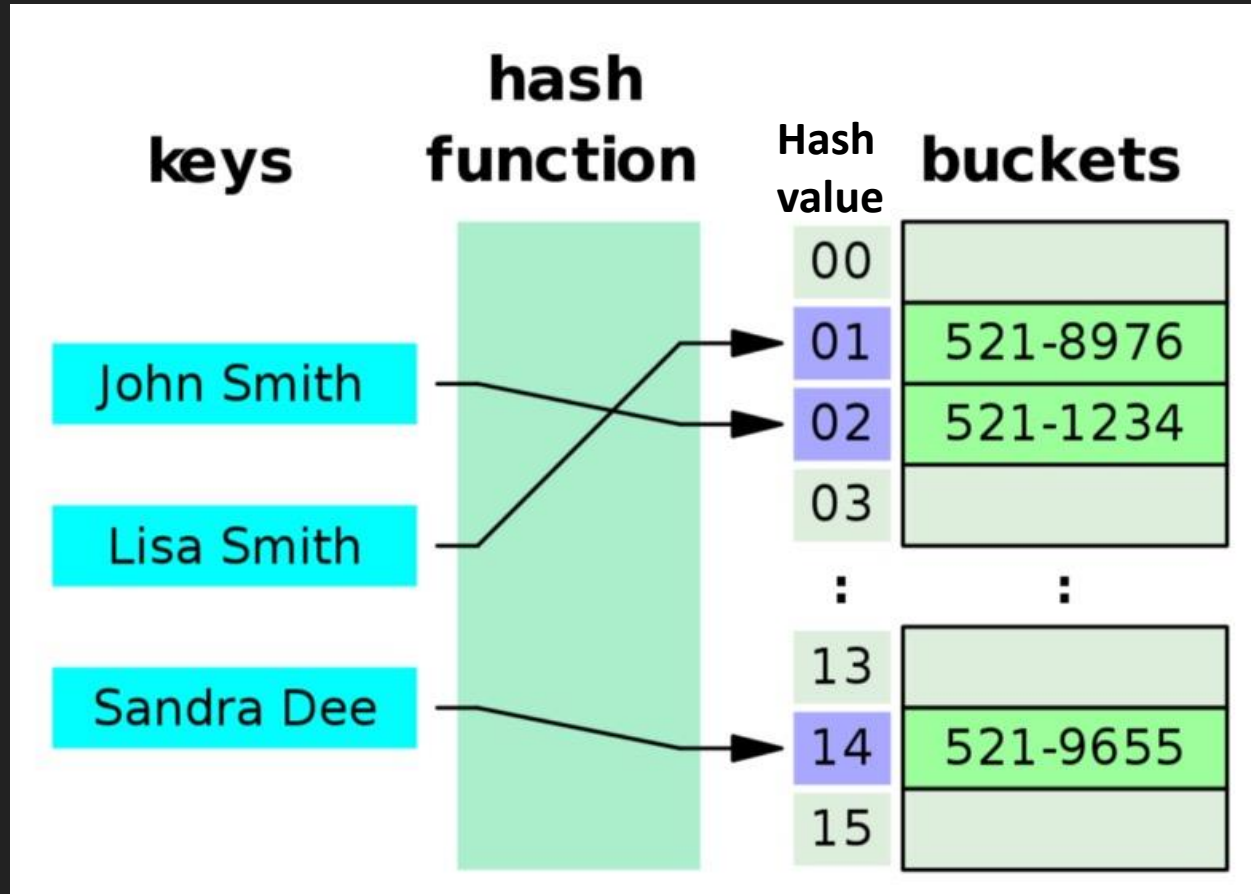 keys
hash
function
Hash
value
buckets
John Smith
Lisa Smith
Sandra Dee
00
01 521-8976
02 521-1234
03
: :
13
14 521-9655
15